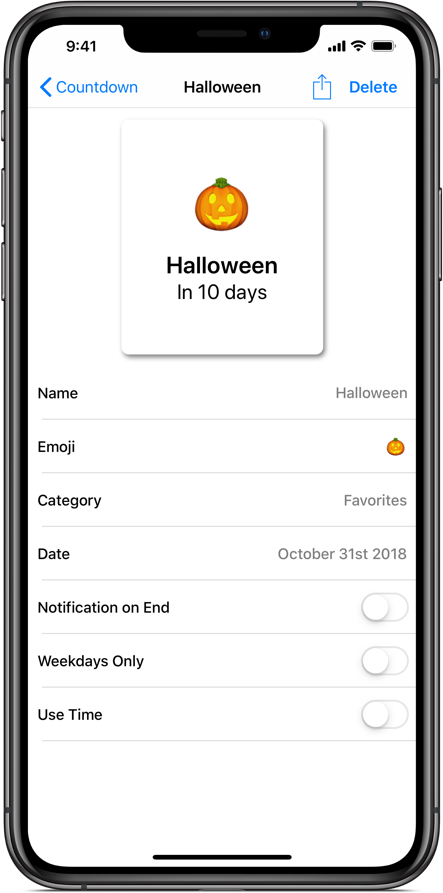 9:41
Countdown
Halloween
Delete
Halloween
In 10 days
Name
Halloween
Emoji
Category
Favorites
Date
October 31st 2018
Notification on End
Weekdays Only
Use Time